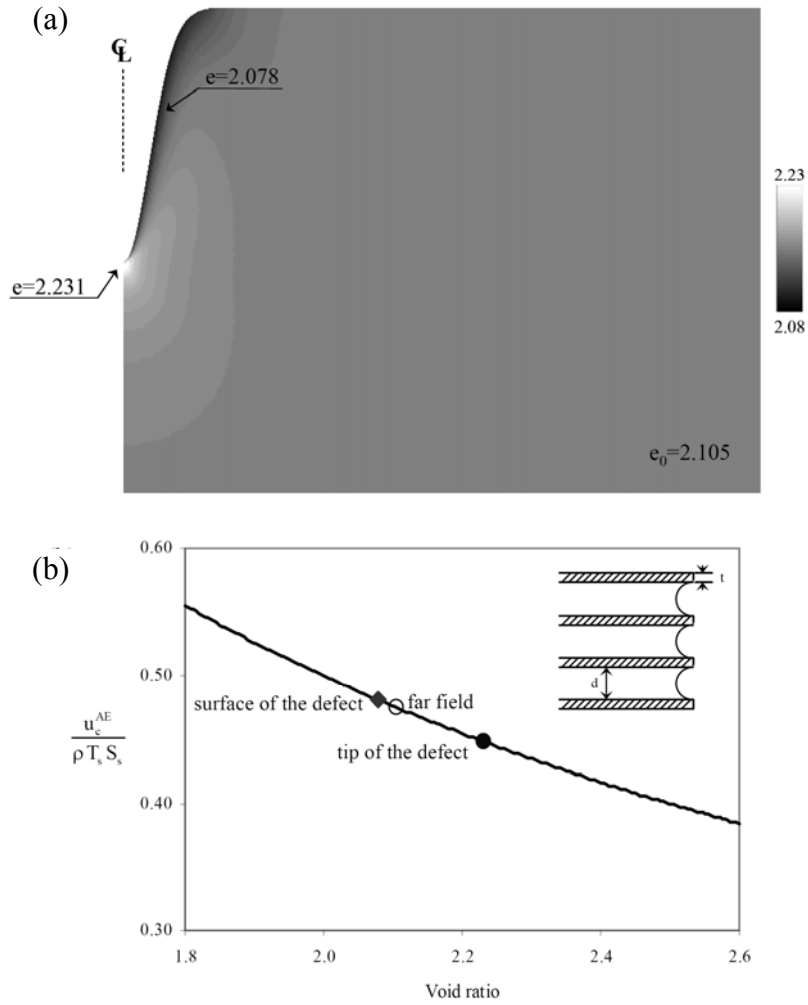 (a)
℄
e=2.078
2.23
e=2.231
2.08
e₀=2.105
(b)
0.60
0.50
0.40
0.30
t
d
surface of the defect
far field
tip of the defect
u_c^AE
ρ T_s S_s
1.8
2.0
2.2
2.4
2.6
Void ratio